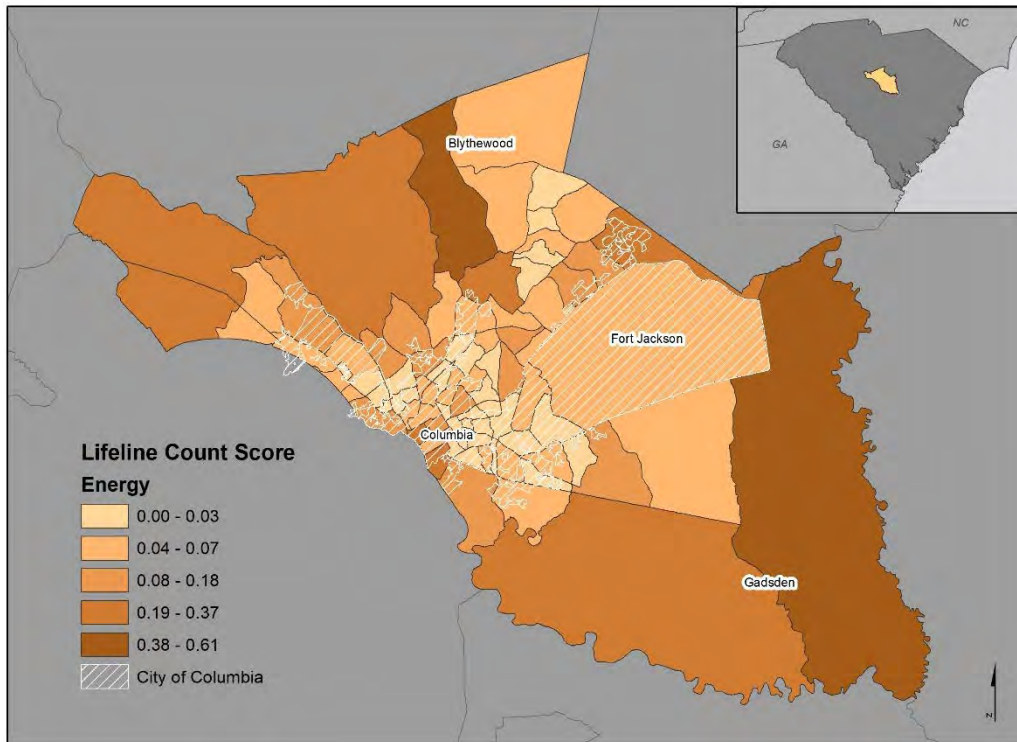 NC
GA
Blythewood
Fort Jackson
Columbia
Gadsden
Lifeline Count Score
Energy
0.00 - 0.03
0.04 - 0.07
0.08 - 0.18
0.19 - 0.37
0.38 - 0.61
City of Columbia
N